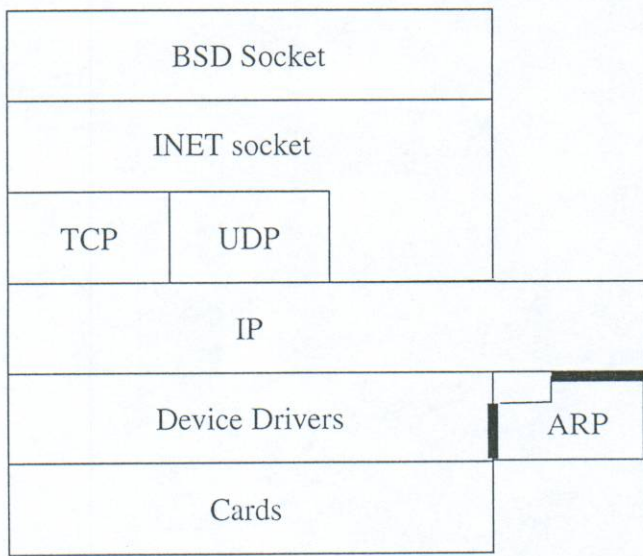 BSD Socket
INET socket
TCP
UDP
IP
Device Drivers
ARP
Cards